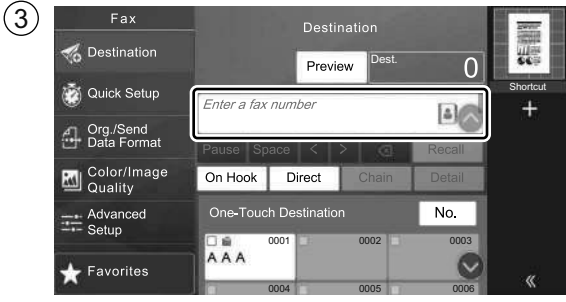 3
Fax
Destination
Quick Setup
Org./Send
Data Format
Color/Image
Quality
Advanced
Setup
Favorites
Destination
Preview
Dest.
0
Enter a fax number
Pause Space < > Recall
On Hook Direct Chain Detail
One-Touch Destination No.
0001 0002 0003
A A A
0004 0005 0006
Shortcut
+
«